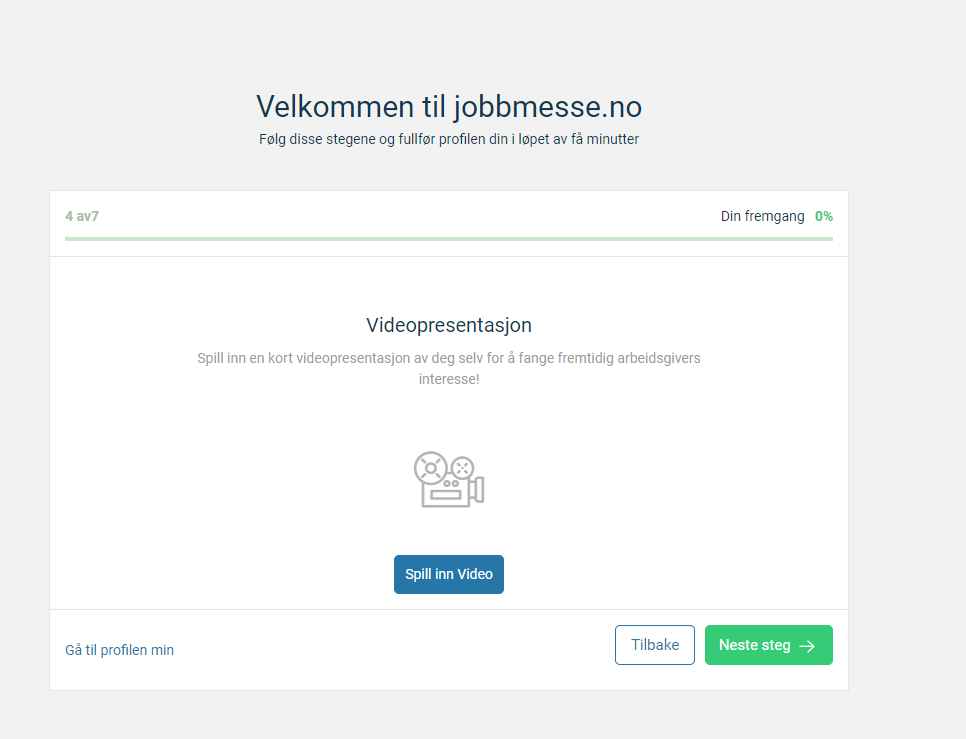 Velkommen til jobbmesse.no
Følg disse stegene og fullfør profilen din i løpet av få minutter
4 av7
Din fremgang 0%
Videopresentasjon
Spill inn en kort videopresentasjon av deg selv for å fange fremtidig arbeidsgivers
interesse!
Spill inn Video
Gå til profilen min
Tilbake
Neste steg →